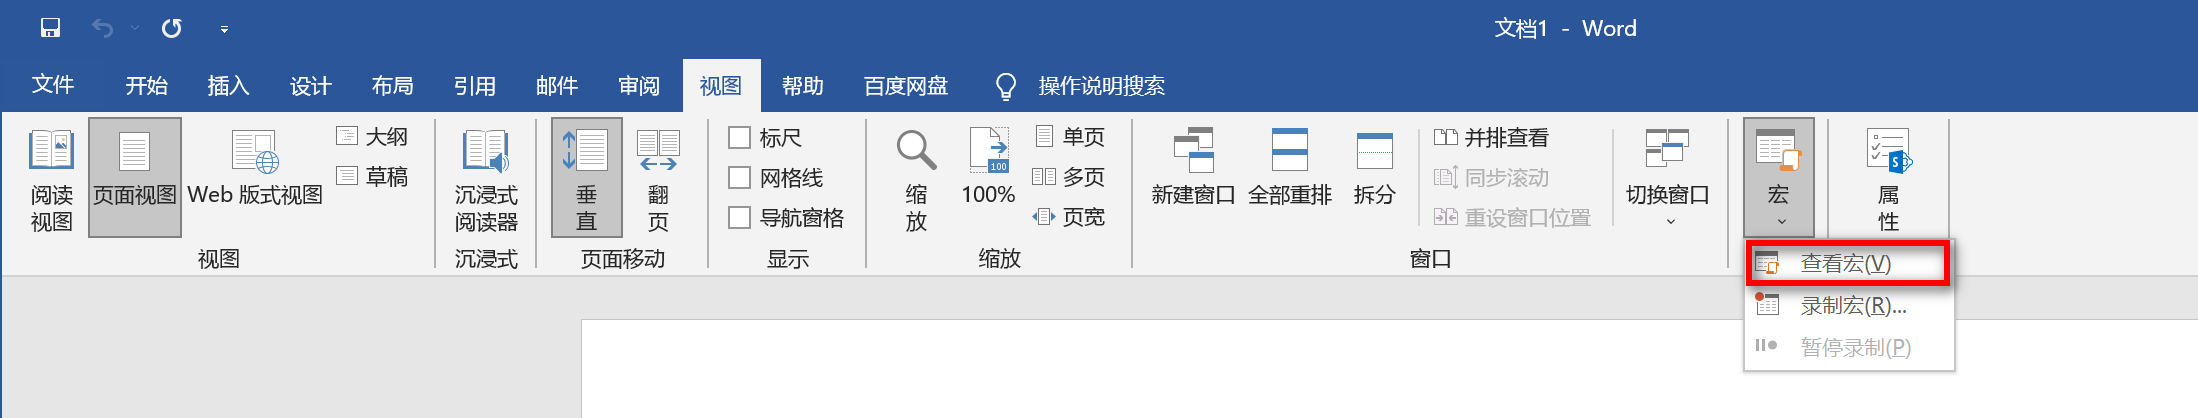 文档1 - Word
文件 开始 插入 设计 布局 引用 邮件 审阅 视图 帮助 百度网盘 操作说明搜索
阅读
视图
页面视图
Web 版式视图
大纲
草稿
视图
沉浸式
阅读器
沉浸式
垂
直
翻
页
页面移动
标尺
网格线
导航窗格
显示
缩
放
100
100%
单页
多页
页宽
缩放
新建窗口
全部重排
拆分
并排查看
同步滚动
重设窗口位置
切换窗口
窗口
宏
S
属
性
查看宏(V)
录制宏(R)...
暂停录制(P)